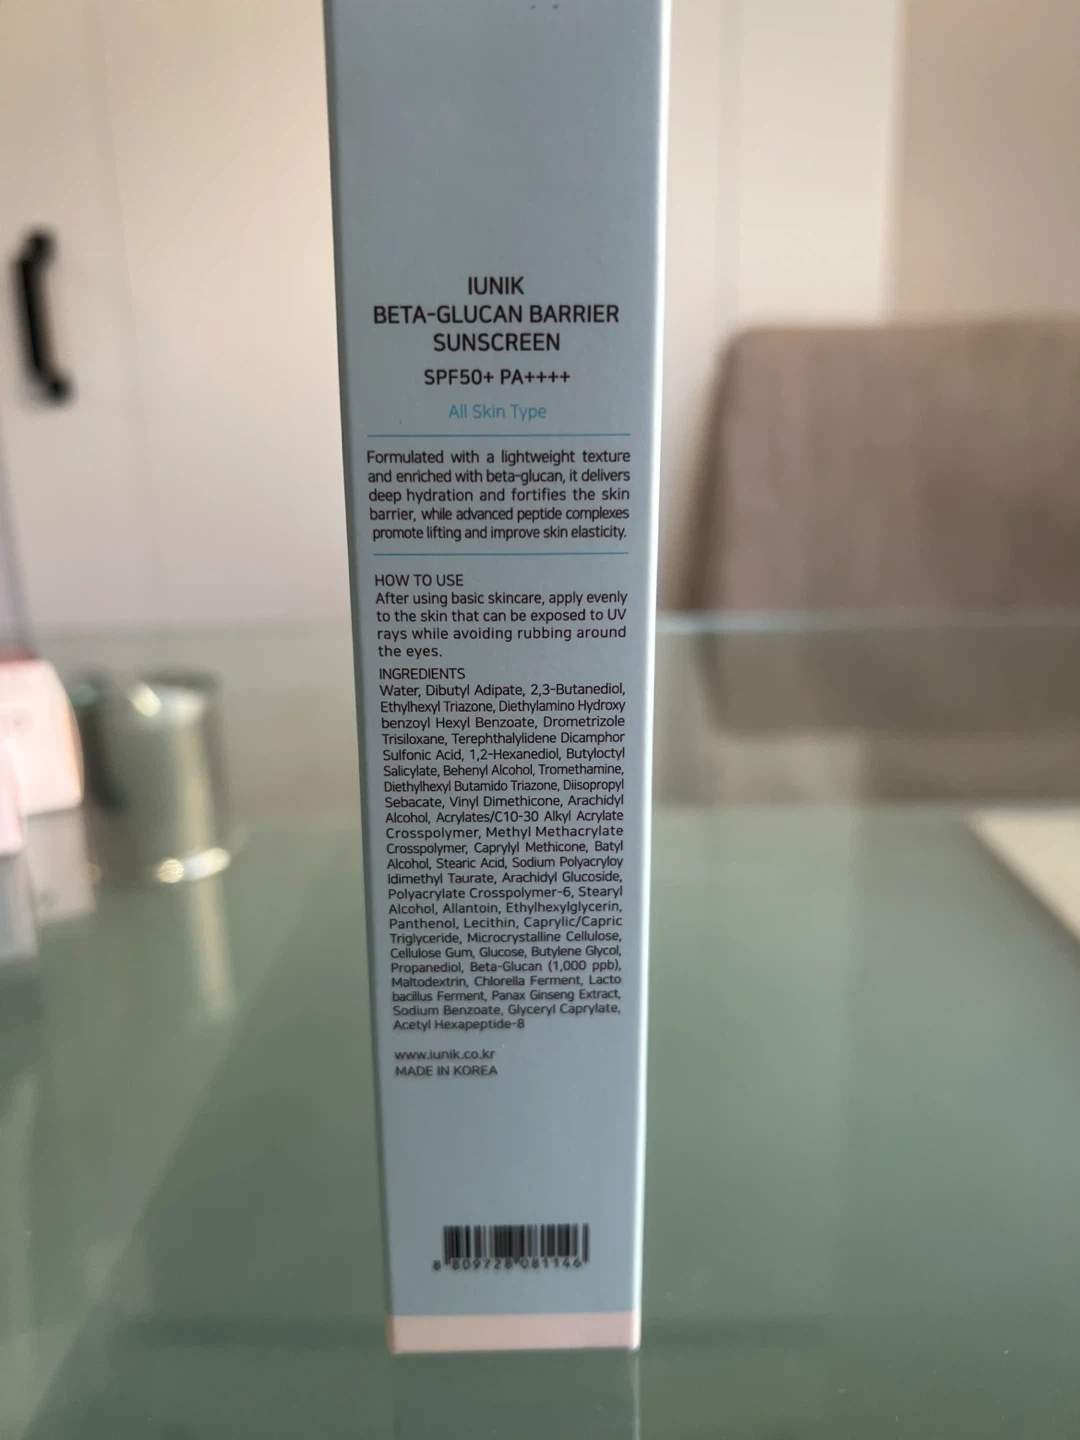 IUNIK
BETA-GLUCAN BARRIER
SUNSCREEN
SPF50+ PA++++
All Skin Type
Formulated with a lightweight texture
and enriched with beta-glucan, it delivers
deep hydration and fortifies the skin
barrier, while advanced peptide complexes
promote lifting and improve skin elasticity.
HOW TO USE
After using basic skincare, apply evenly
to the skin that can be exposed to UV
rays while avoiding rubbing around
the eyes.
INGREDIENTS
Water, Dibutyl Adipate, 2,3-Butanediol,
Ethylhexyl Triazone, Diethylamino Hydroxy
benzoyl Hexyl Benzoate, Drometrizole
Trisiloxane, Terephthalylidene Dicamphor
Sulfonic Acid, 1,2-Hexanediol, Butyloctyl
Salicylate, Behenyl Alcohol, Tromethamine,
Diethylhexyl Butamido Triazone, Diisopropyl
Sebacate, Vinyl Dimethicone, Arachidyl
Alcohol, Acrylates/C10-30 Alkyl Acrylate
Crosspolymer, Methyl Methacrylate
Crosspolymer, Caprylyl Methicone, Batyl
Alcohol, Stearic Acid, Sodium Polyacryloy
ldimethyl Taurate, Arachidyl Glucoside,
Polyacrylate Crosspolymer-6, Stearyl
Alcohol, Allantoin, Ethylhexylglycerin,
Panthenol, Lecithin, Caprylic/Capric
Triglyceride, Microcrystalline Cellulose,
Cellulose Gum, Glucose, Butylene Glycol,
Propanediol, Beta-Glucan (1,000 ppb),
Maltodextrin, Chlorella Ferment, Lacto
bacillus Ferment, Panax Ginseng Extract,
Sodium Benzoate, Glyceryl Caprylate,
Acetyl Hexapeptide-8
www.iunik.co.kr
MADE IN KOREA
8 809728 081146